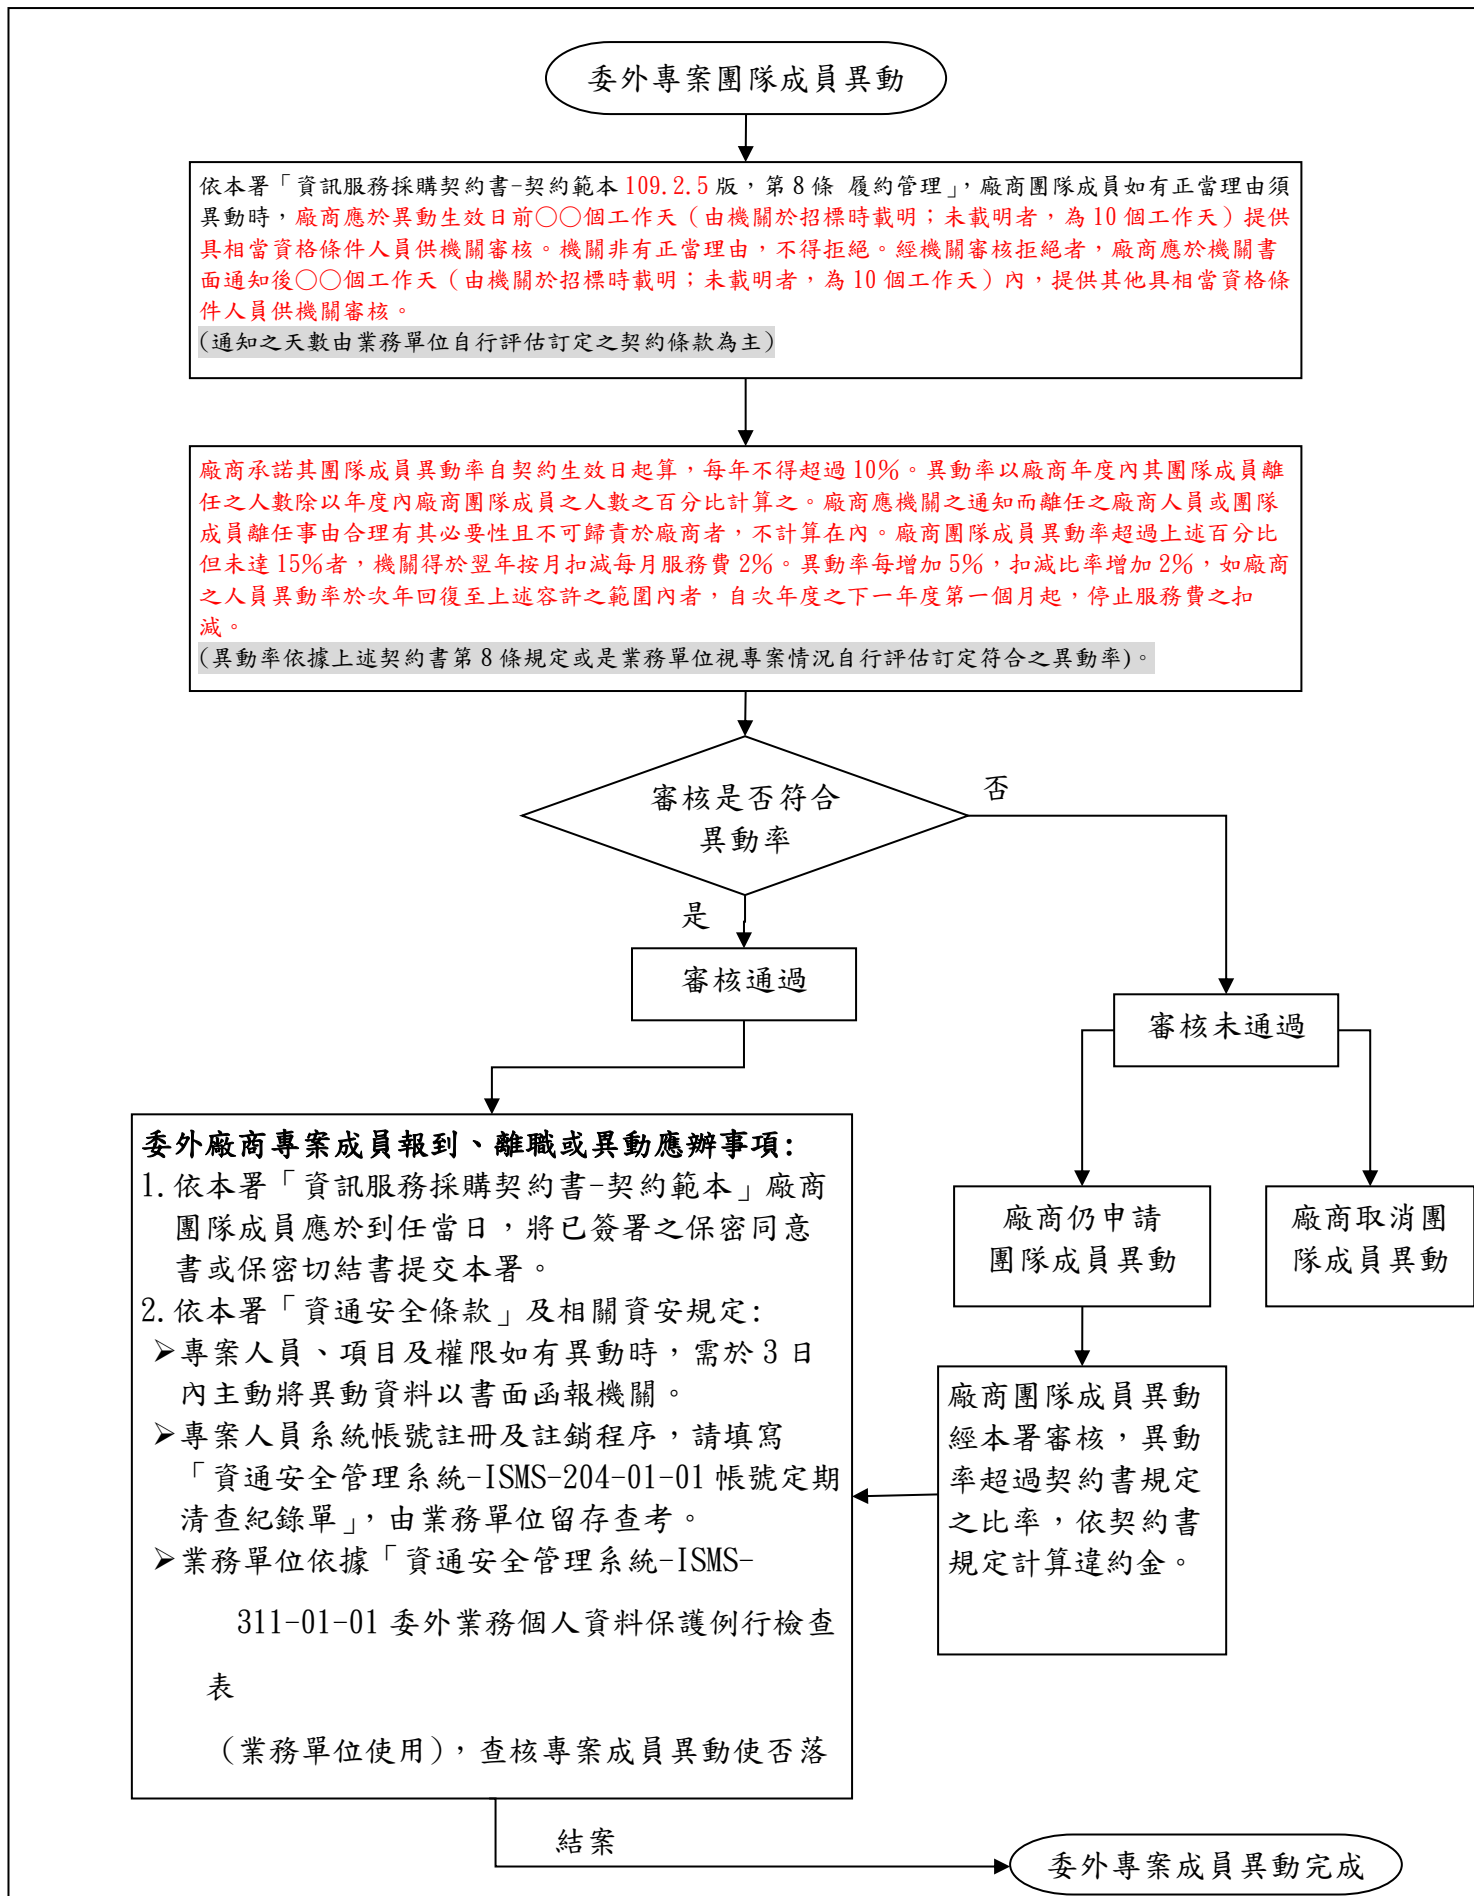 委外專案團隊成員異動
依本署「資訊服務採購契約書-契約範本 109.2.5 版，第 8 條 履約管理」，廠商團隊成員如有正當理由須
異動時，廠商應於異動生效日前○○個工作天（由機關於招標時載明；未載明者，為 10 個工作天）提供
具相當資格條件人員供機關審核。機關非有正當理由，不得拒絕。經機關審核拒絕者，廠商應於機關書
面通知後○○個工作天（由機關於招標時載明；未載明者，為 10 個工作天）內，提供其他具相當資格條
件人員供機關審核。
(通知之天數由業務單位自行評估訂定之契約條款為主)
廠商承諾其團隊成員異動率自契約生效日起算，每年不得超過 10%。異動率以廠商年度內其團隊成員離
任之人數除以年度內廠商團隊成員之人數之百分比計算之。廠商應機關之通知而離任之廠商人員或團隊
成員離任事由合理有其必要性且不可歸責於廠商者，不計算在內。廠商團隊成員異動率超過上述百分比
但未達 15%者，機關得於翌年按月扣減每月服務費 2%。異動率每增加 5%，扣減比率增加 2%，如廠商
之人員異動率於次年回復至上述容許之範圍內者，自次年度之下一年度第一個月起，停止服務費之扣
減。
(異動率依據上述契約書第 8 條規定或是業務單位視專案情況自行評估訂定符合之異動率)。
審核是否符合
異動率
否
是
審核通過
審核未通過
委外廠商專案成員報到、離職或異動應辦事項:
1.依本署「資訊服務採購契約書-契約範本」廠商
團隊成員應於到任當日，將已簽署之保密同意
書或保密切結書提交本署。
2.依本署「資通安全條款」及相關資安規定:
➢專案人員、項目及權限如有異動時，需於 3 日
內主動將異動資料以書面函報機關。
➢專案人員系統帳號註冊及註銷程序，請填寫
「資通安全管理系統-ISMS-204-01-01 帳號定期
清查紀錄單」，由業務單位留存查考。
➢業務單位依據「資通安全管理系統-ISMS-
311-01-01 委外業務個人資料保護例行檢查
表
（業務單位使用），查核專案成員異動使否落
廠商仍申請
團隊成員異動
廠商取消團
隊成員異動
廠商團隊成員異動
經本署審核，異動
率超過契約書規定
之比率，依契約書
規定計算違約金。
結案
委外專案成員異動完成